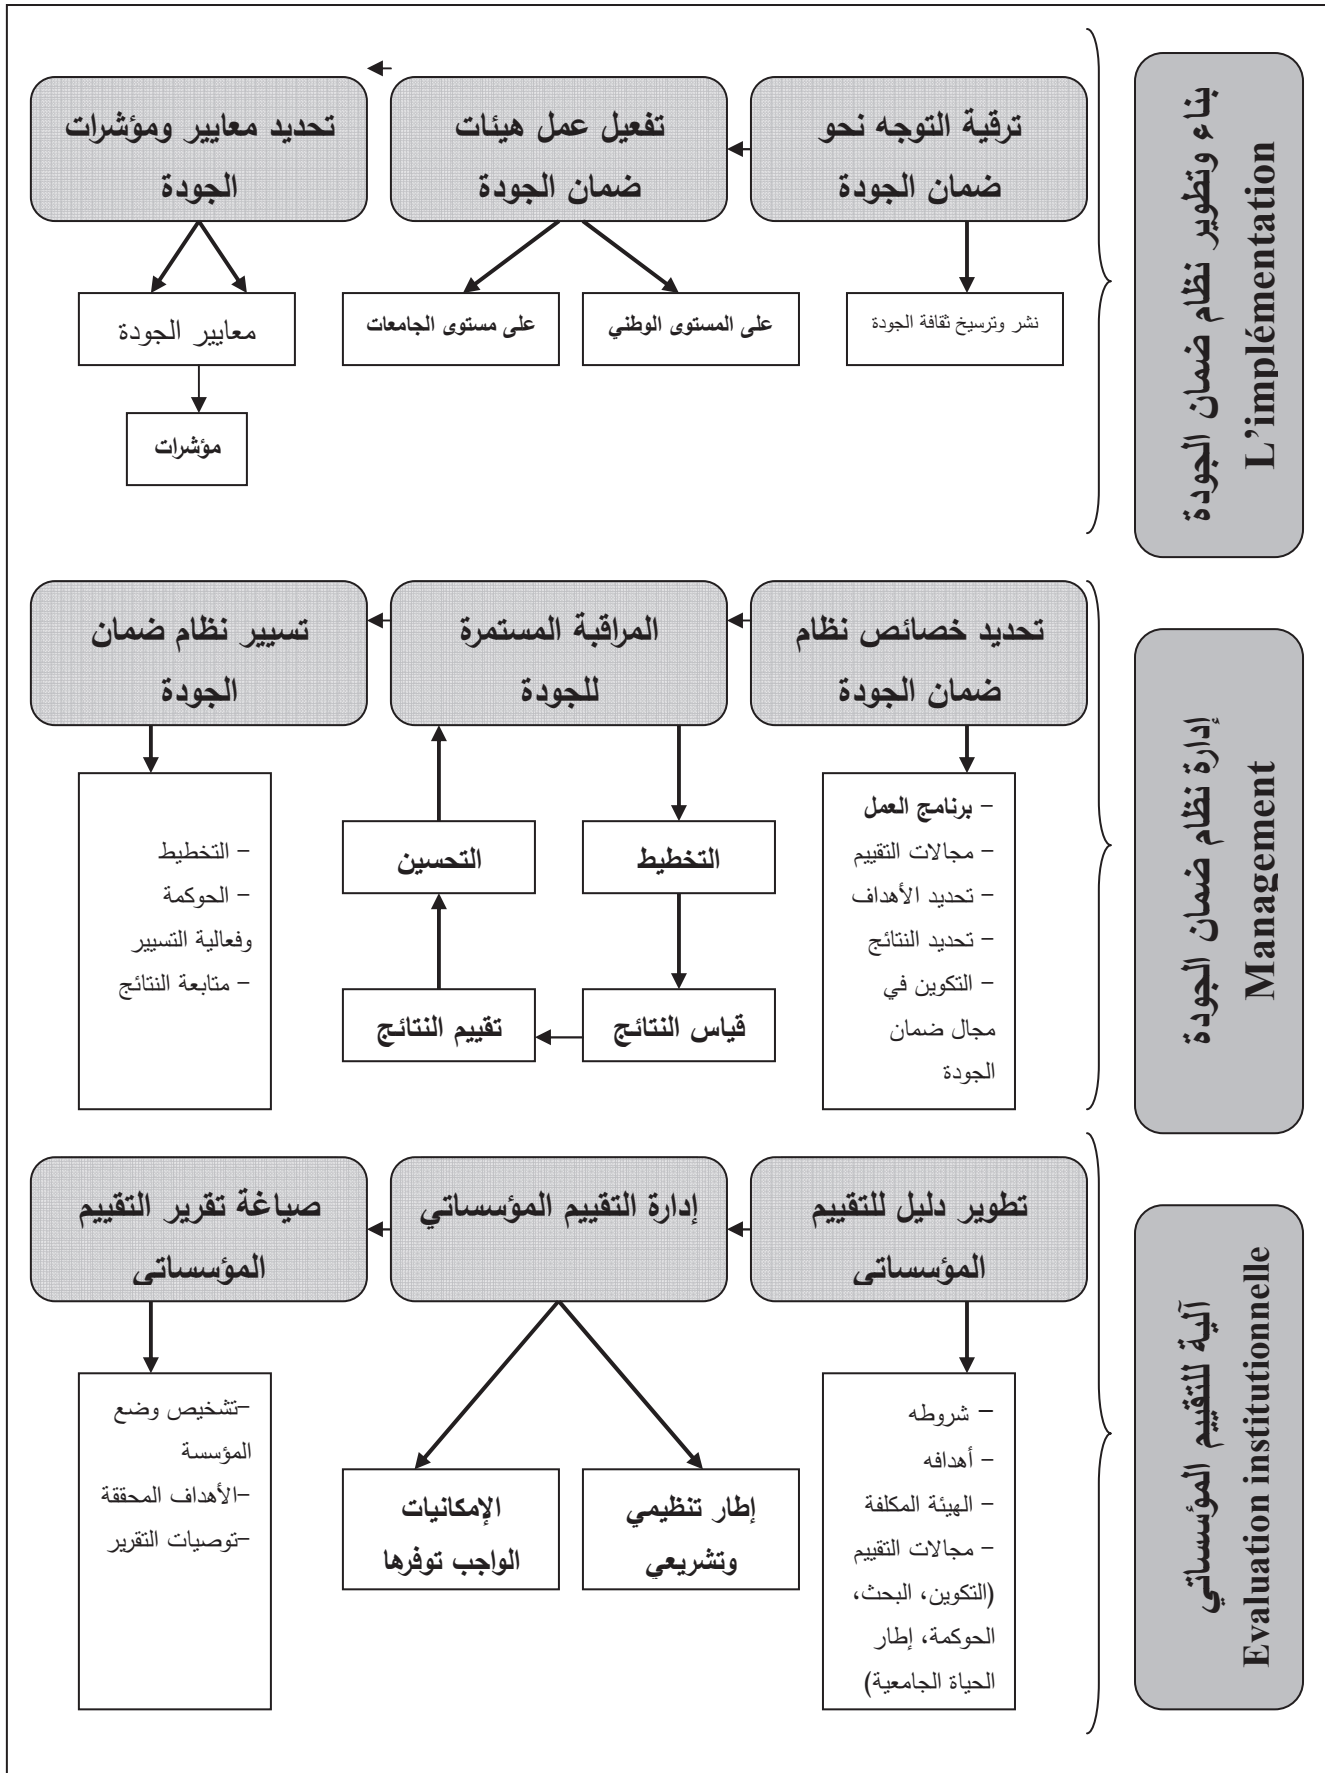 بناء وتطوير نظام ضمان الجودة
L'implémentation
ترقية التوجه نحو
ضمان الجودة
تفعيل عمل هيئات
ضمان الجودة
تحديد معايير ومؤشرات
الجودة
نشر وترسيخ ثقافة الجودة
على المستوى الوطني
على مستوى الجامعات
معايير الجودة
مؤشرات
إدارة نظام ضمان الجودة
Management
تحديد خصائص نظام
ضمان الجودة
المراقبة المستمرة
للجودة
تسيير نظام ضمان
الجودة
- برنامج العمل
- مجالات التقييم
- تحديد الأهداف
- تحديد النتائج
- التكوين في
مجال ضمان
الجودة
التخطيط
التحسين
قياس النتائج
تقييم النتائج
- التخطيط
- الحوكمة
وفعالية التسيير
- متابعة النتائج
آلية للتقييم المؤسساتي
Evaluation institutionnelle
تطوير دليل للتقييم
المؤسساتي
إدارة التقييم المؤسساتي
صياغة تقرير التقييم
المؤسساتي
- شروطه
- أهدافه
- الهيئة المكلفة
- مجالات التقييم
(التكوين، البحث،
الحوكمة، إطار
الحياة الجامعية)
إطار تنظيمي
وتشريعي
الإمكانيات
الواجب توفرها
-تشخيص وضع
المؤسسة
-الأهداف المحققة
-توصيات التقرير